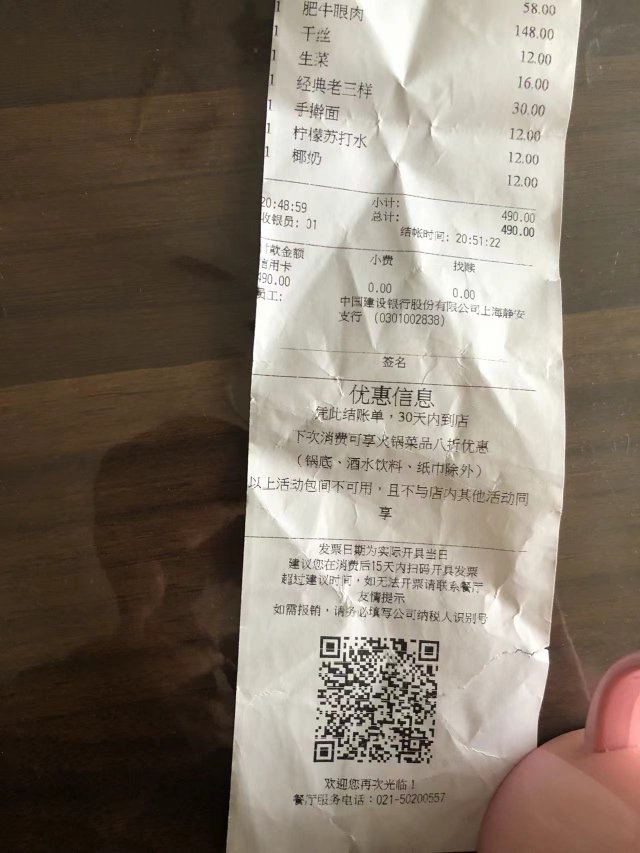 1 肥牛眼肉 58.00
1 千丝 148.00
1 生菜 12.00
1 经典老三样 16.00
1 手擀面 30.00
1 柠檬苏打水 12.00
1 椰奶 12.00
12.00
小计: 490.00
20:48:59 总计: 490.00
收银员: 01 结帐时间: 20:51:22
付款金额 小费 找赎
信用卡
490.00 0.00 0.00
员工: 中国建设银行股份有限公司上海静安
支行 (0301002838)
签名
优惠信息
凭此结账单，30天内到店
下次消费可享火锅菜品八折优惠
（锅底、酒水饮料、纸巾除外）
以上活动包间不可用，且不与店内其他活动同
享
发票日期为实际开具当日
建议您在消费后15天内扫码开具发票
超过建议时间，如无法开票请联系餐厅
友情提示
如需报销，请务必填写公司纳税人识别号
欢迎您再次光临！
餐厅服务电话：021-50200557